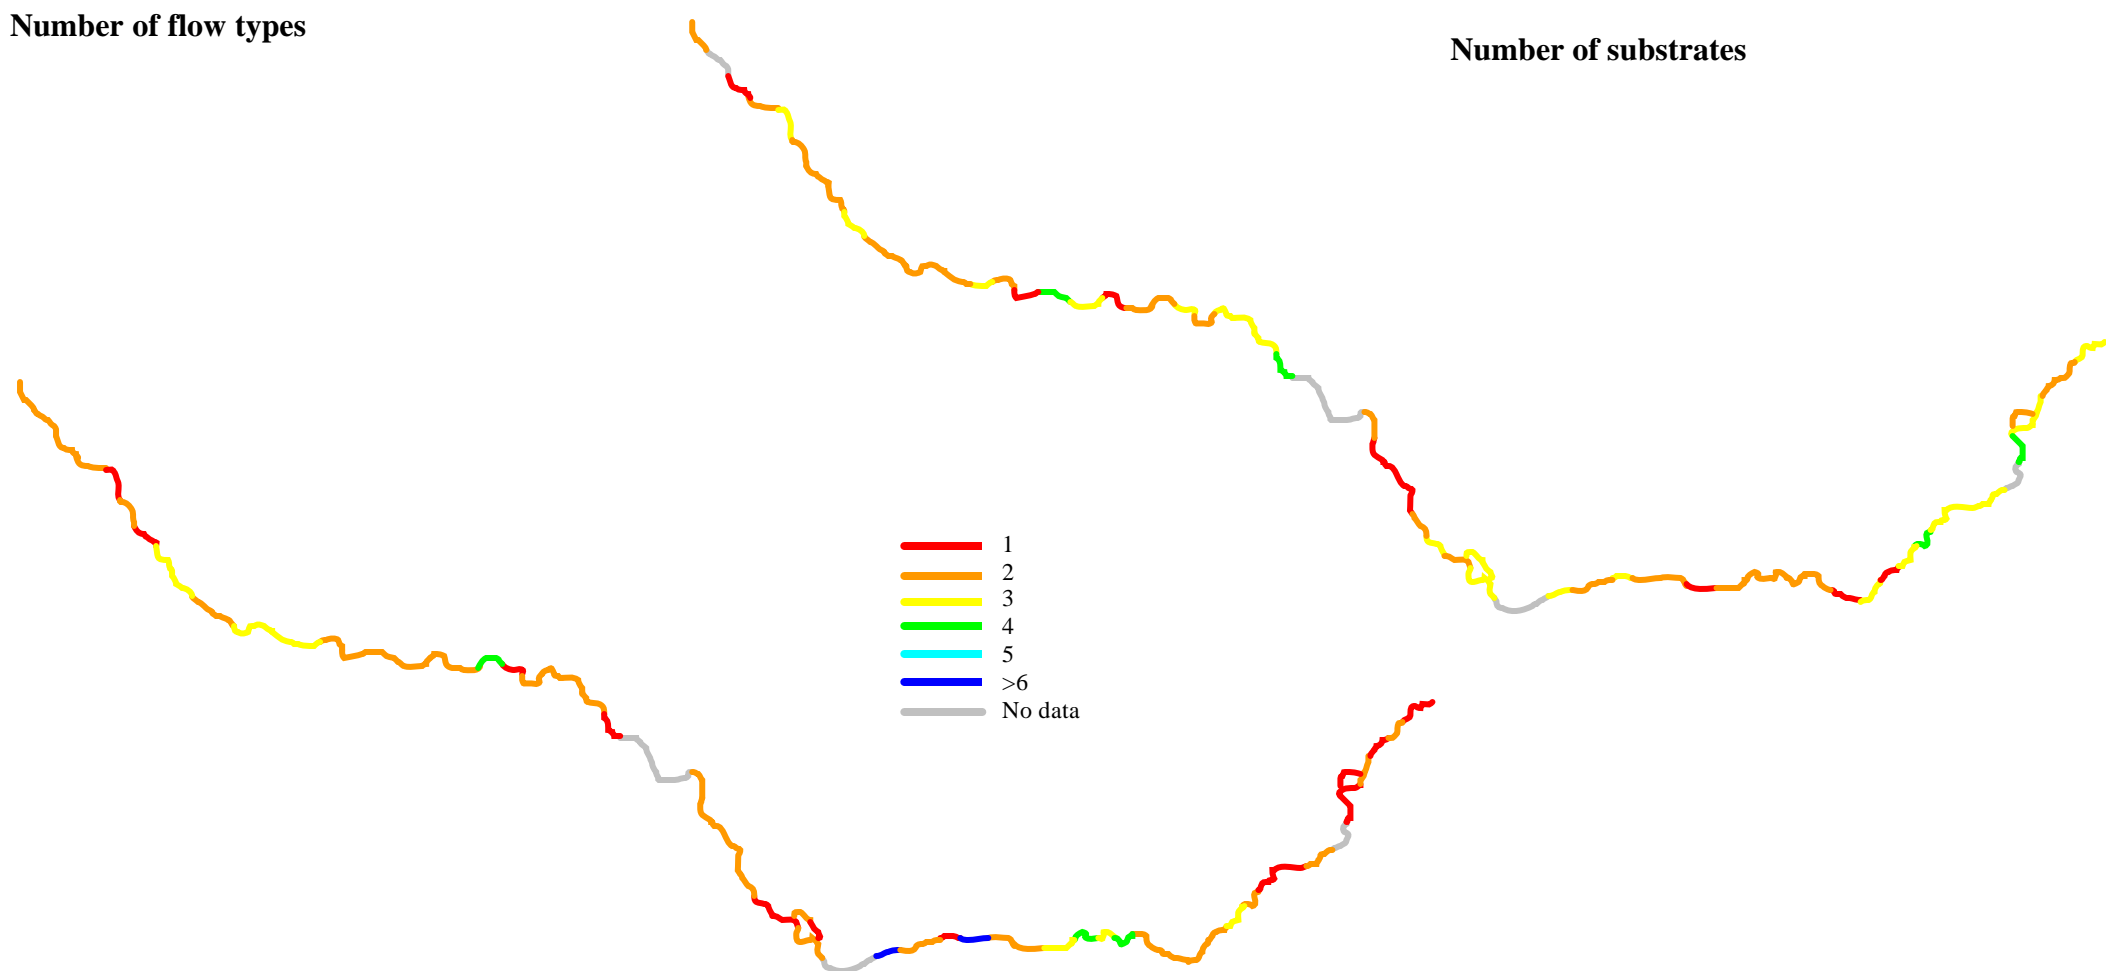 Number of flow types
Number of substrates
1
2
3
4
5
>6
No data